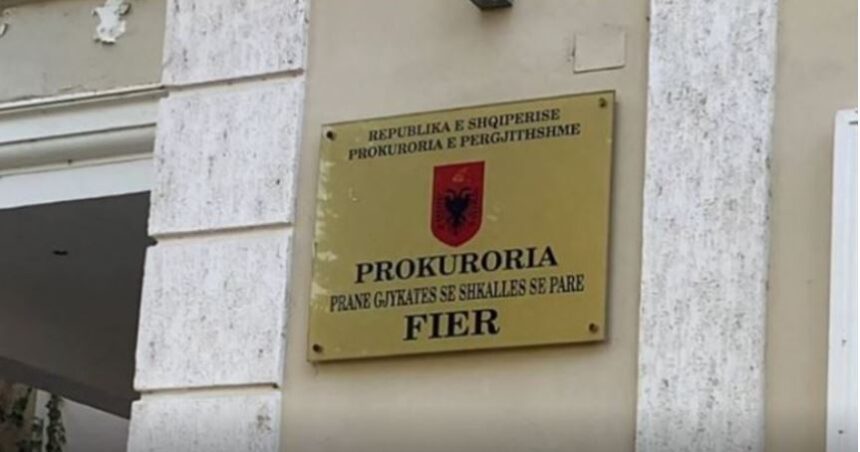 REPUBLIKA E SHQIPERISE
PROKURORIA E PERGJITHSHME
PROKURORIA
PRANE GJYKATES SE SHKALLES SE PARE
FIER